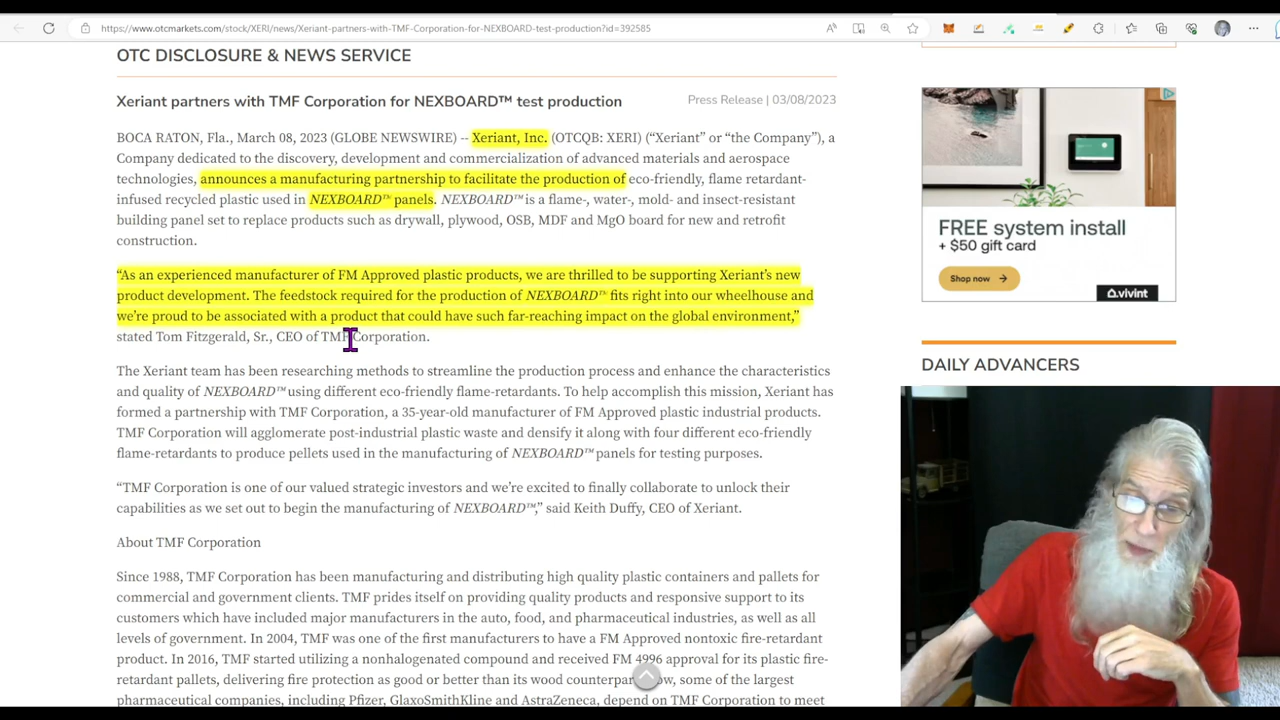 https://www.otcmarkets.com/stock/XERI/news/Xeriant-partners-with-TMF-Corporation-for-NEXBOARD-test-production?id=392585
OTC DISCLOSURE & NEWS SERVICE
Xeriant partners with TMF Corporation for NEXBOARD™ test production
Press Release | 03/08/2023
BOCA RATON, Fla., March 08, 2023 (GLOBE NEWSWIRE) -- Xeriant, Inc. (OTCQB: XERI) (“Xeriant” or “the Company”), a
Company dedicated to the discovery, development and commercialization of advanced materials and aerospace
technologies, announces a manufacturing partnership to facilitate the production of eco-friendly, flame retardant-
infused recycled plastic used in NEXBOARD™ panels. NEXBOARD™ is a flame-, water-, mold- and insect-resistant
building panel set to replace products such as drywall, plywood, OSB, MDF and MgO board for new and retrofit
construction.
“As an experienced manufacturer of FM Approved plastic products, we are thrilled to be supporting Xeriant’s new
product development. The feedstock required for the production of NEXBOARD™ fits right into our wheelhouse and
we’re proud to be associated with a product that could have such far-reaching impact on the global environment,”
stated Tom Fitzgerald, Sr., CEO of TMF Corporation.
The Xeriant team has been researching methods to streamline the production process and enhance the characteristics
and quality of NEXBOARD™ using different eco-friendly flame-retardants. To help accomplish this mission, Xeriant has
formed a partnership with TMF Corporation, a 35-year-old manufacturer of FM Approved plastic industrial products.
TMF Corporation will agglomerate post-industrial plastic waste and densify it along with four different eco-friendly
flame-retardants to produce pellets used in the manufacturing of NEXBOARD™ panels for testing purposes.
“TMF Corporation is one of our valued strategic investors and we’re excited to finally collaborate to unlock their
capabilities as we set out to begin the manufacturing of NEXBOARD™,” said Keith Duffy, CEO of Xeriant.
About TMF Corporation
Since 1988, TMF Corporation has been manufacturing and distributing high quality plastic containers and pallets for
commercial and government clients. TMF prides itself on providing quality products and responsive support to its
customers which have included major manufacturers in the auto, food, and pharmaceutical industries, as well as all
levels of government. In 2004, TMF was one of the first manufacturers to have a FM Approved nontoxic fire-retardant
product. In 2016, TMF started utilizing a nonhalogenated compound and received FM 4996 approval for its plastic fire-
retardant pallets, delivering fire protection as good or better than its wood some of the largest
pharmaceutical companies, including Pfizer, GlaxoSmithKline and AstraZeneca, depend on TMF Corporation to meet
FREE system install
+ $50 gift card
Shop now
vivint
DAILY ADVANCERS